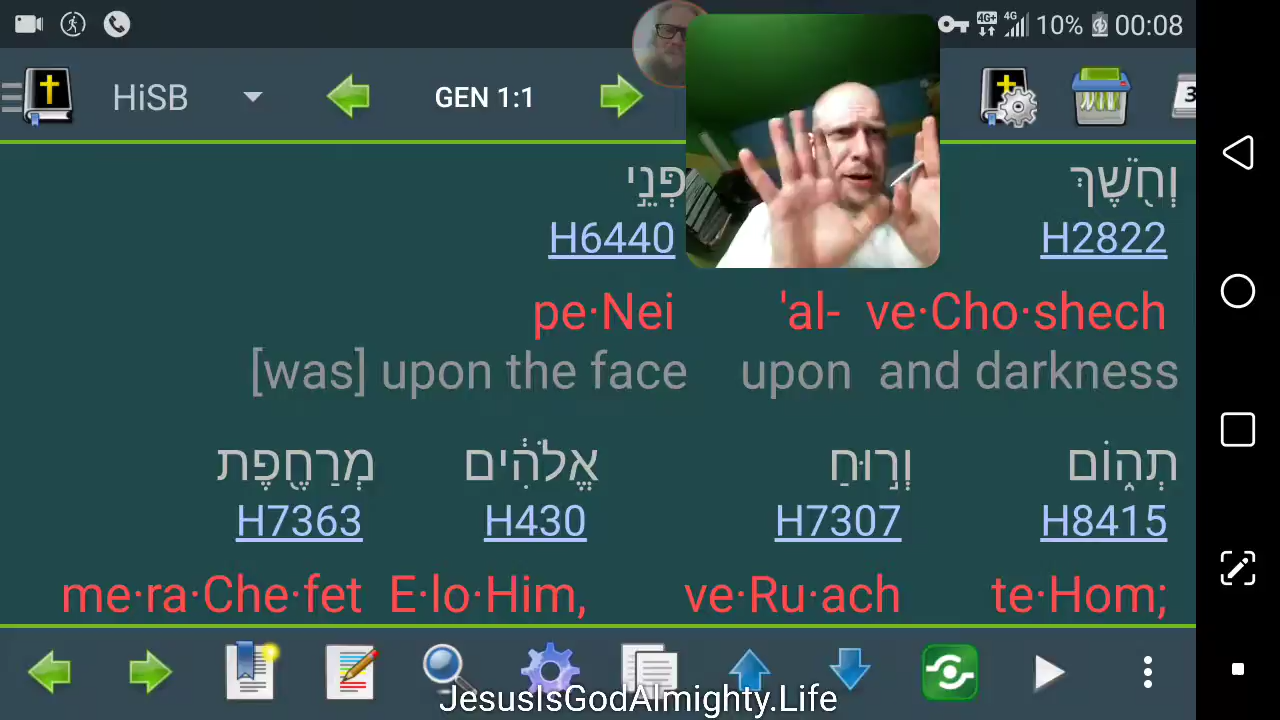 10% 00:08
HiSB GEN 1:1 3
וְחֹ֖שֶׁךְ פְּנֵ֣י
H2822 H6440
pe·Nei 'al- ve·Cho·shech
[was] upon the face upon and darkness
תְה֑וֹם וְר֣וּחַ אֱלֹהִ֔ים מְרַחֶ֖פֶת
H8415 H7307 H430 H7363
me·ra·Che·fet E·lo·Him, ve·Ru·ach te·Hom;
JesusIsGodAlmighty.Life